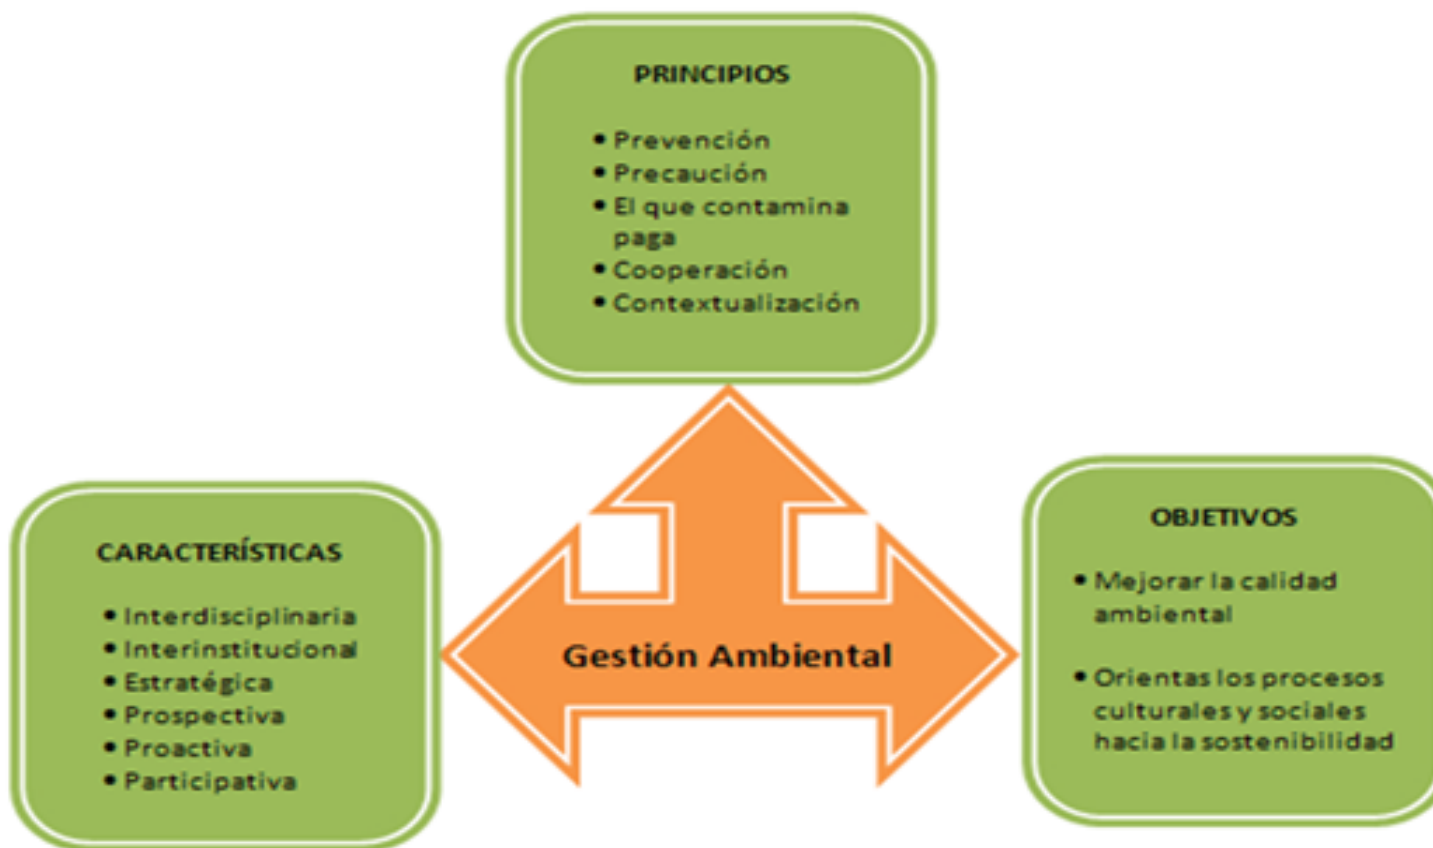 PRINCIPIOS
• Prevención
• Precaución
• El que contamina
paga
• Cooperación
• Contextualización
CARACTERÍSTICAS
• Interdisciplinaria
• Interinstitucional
• Estratégica
• Prospectiva
• Proactiva
• Participativa
Gestión Ambiental
OBJETIVOS
• Mejorar la calidad
ambiental
• Orientas los procesos
culturales y sociales
hacia la sostenibilidad